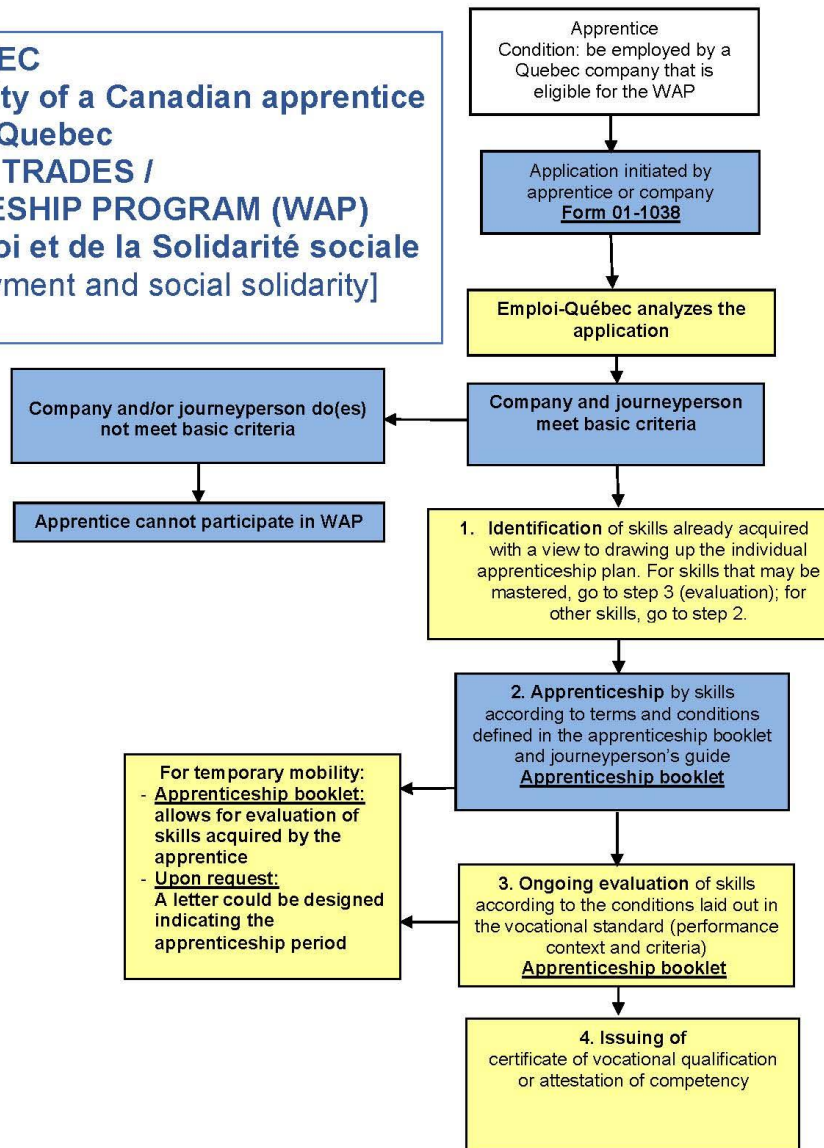 EC
ty of a Canadian apprentice
Quebec
TRADES /
ESHIP PROGRAM (WAP)
oi et de la Solidarité sociale
yment and social solidarity]
Apprentice
Condition: be employed by a
Quebec company that is
eligible for the WAP
Application initiated by
apprentice or company
Form 01-1038
Emploi-Québec analyzes the
application
Company and/or journeyperson do(es)
not meet basic criteria
Company and journeyperson
meet basic criteria
Apprentice cannot participate in WAP
1. Identification of skills already acquired
with a view to drawing up the individual
apprenticeship plan. For skills that may be
mastered, go to step 3 (evaluation); for
other skills, go to step 2.
2. Apprenticeship by skills
according to terms and conditions
defined in the apprenticeship booklet
and journeyperson's guide
Apprenticeship booklet
For temporary mobility:
- Apprenticeship booklet:
allows for evaluation of
skills acquired by the
apprentice
- Upon request:
A letter could be designed
indicating the
apprenticeship period
3. Ongoing evaluation of skills
according to the conditions laid out in
the vocational standard (performance
context and criteria)
Apprenticeship booklet
4. Issuing of
certificate of vocational qualification
or attestation of competency